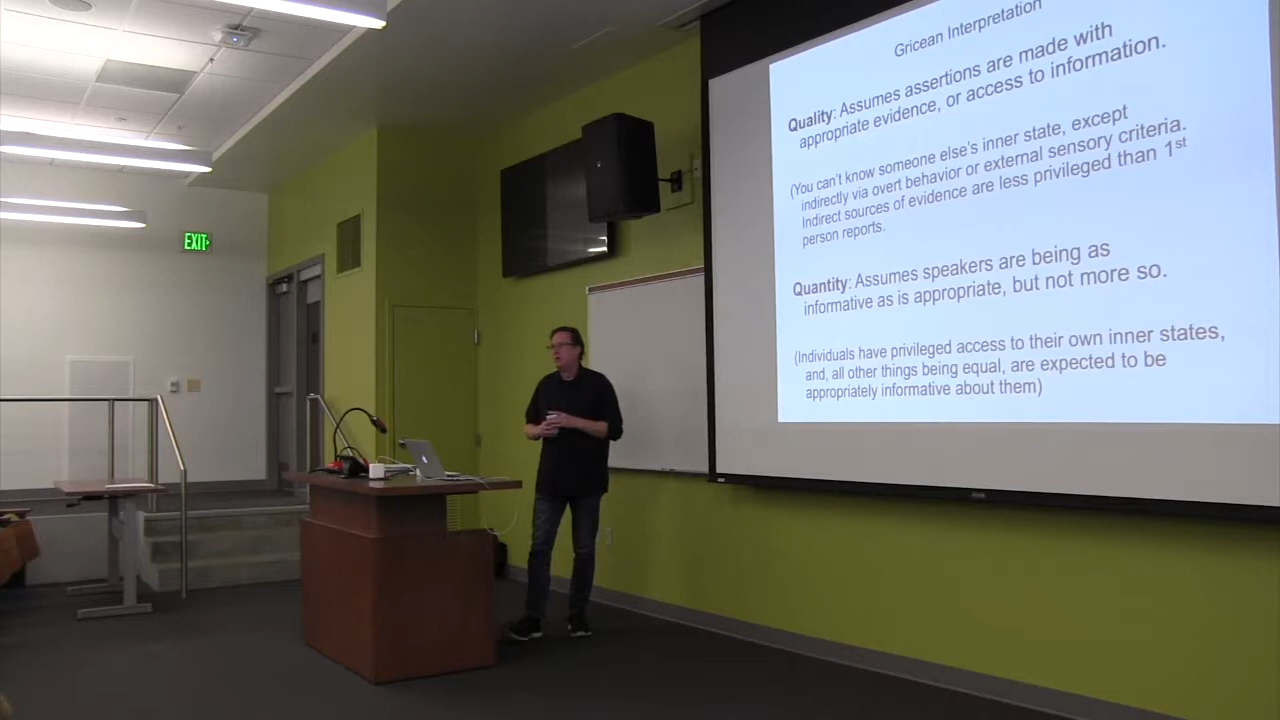 Gricean Interpretation
Quality: Assumes assertions are made with
appropriate evidence, or access to information.
(You can't know someone else's inner state, except
indirectly via overt behavior or external sensory criteria.
Indirect sources of evidence are less privileged than 1st
person reports.
Quantity: Assumes speakers are being as
informative as is appropriate, but not more so.
(Individuals have privileged access to their own inner states,
and, all other things being equal, are expected to be
appropriately informative about them)
EXIT